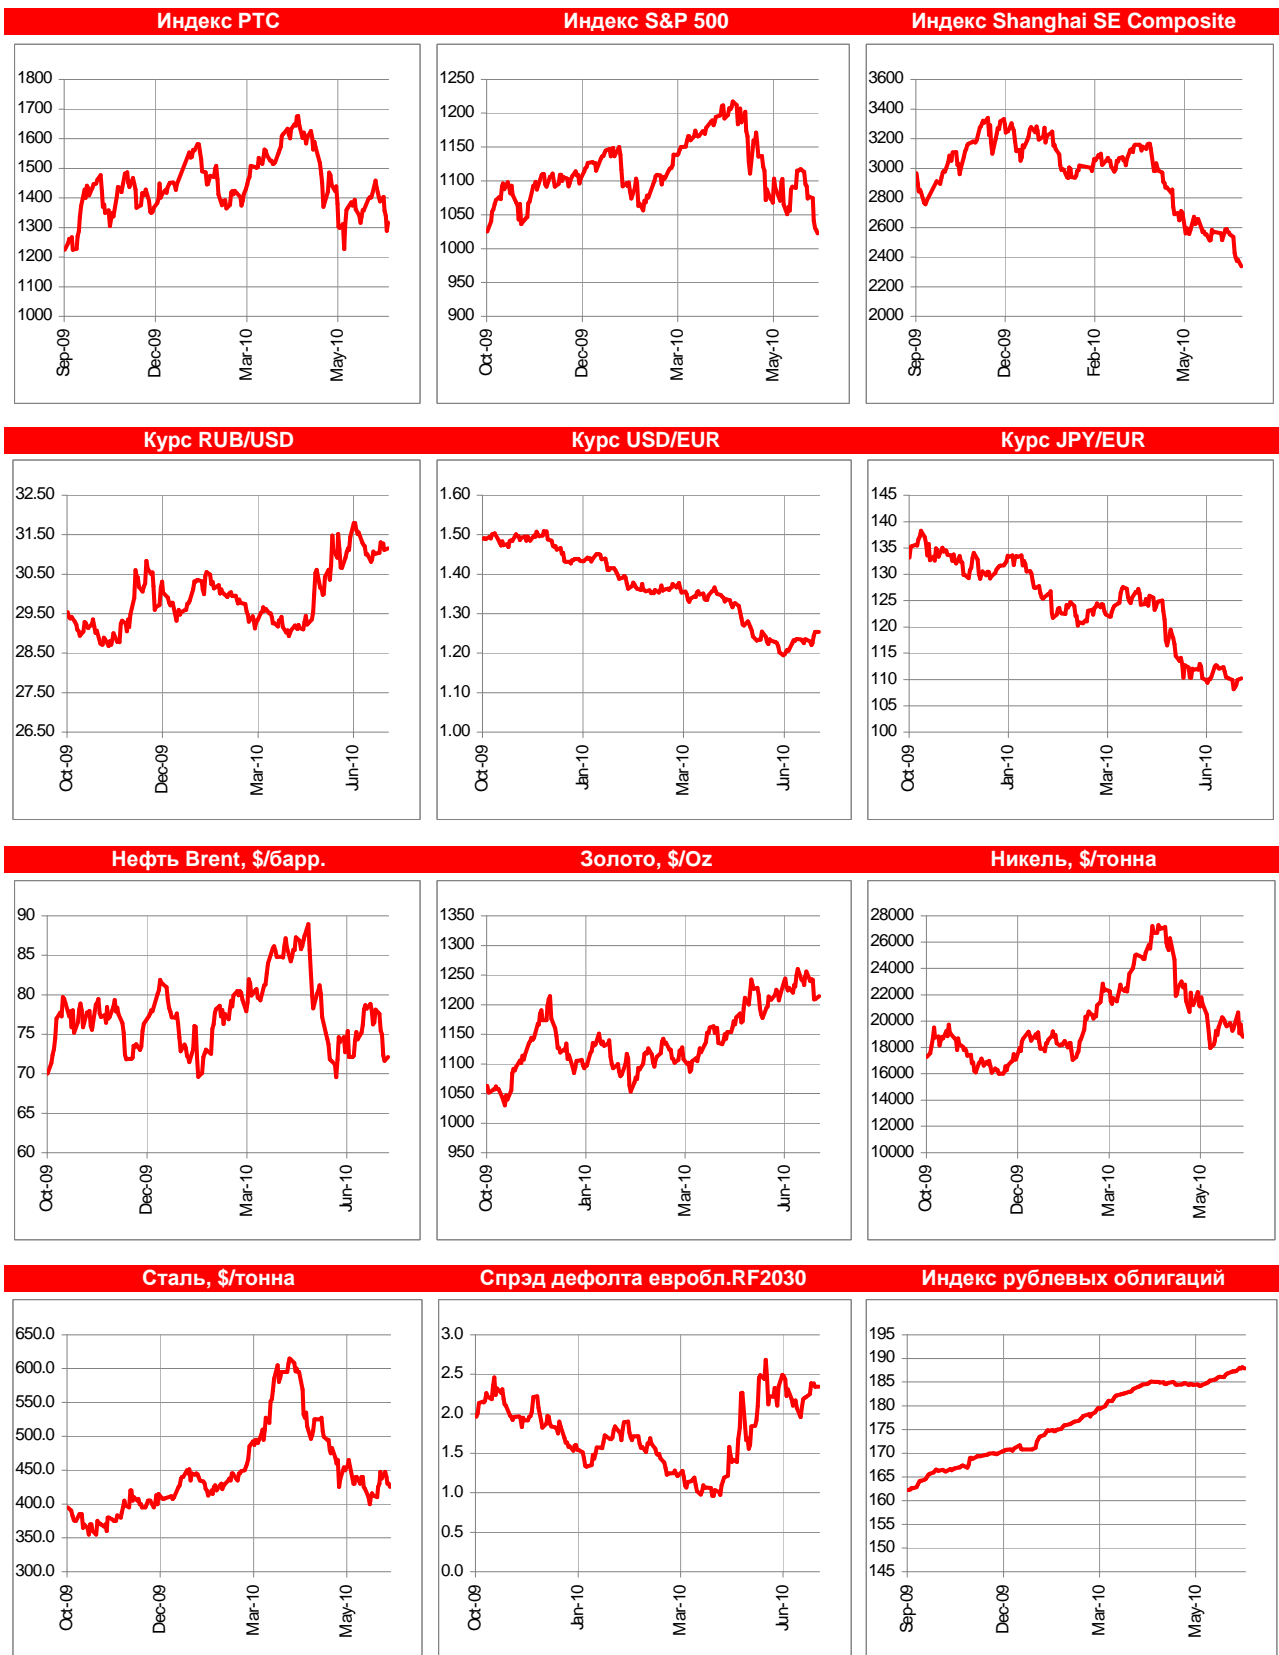 Индекс РТС
Индекс S&P 500
Индекс Shanghai SE Composite
1800
1700
1600
1500
1400
1300
1200
1100
1000
Sep-09
Dec-09
Mar-10
May-10
1250
1200
1150
1100
1050
1000
950
900
Oct-09
Dec-09
Mar-10
May-10
3600
3400
3200
3000
2800
2600
2400
2200
2000
Sep-09
Dec-09
Feb-10
May-10
Курс RUB/USD
Курс USD/EUR
Курс JPY/EUR
32.50
31.50
30.50
29.50
28.50
27.50
26.50
Oct-09
Dec-09
Mar-10
Jun-10
1.60
1.50
1.40
1.30
1.20
1.10
1.00
Oct-09
Jan-10
Mar-10
Jun-10
145
140
135
130
125
120
115
110
105
100
Oct-09
Jan-10
Mar-10
Jun-10
Нефть Brent, $/барр.
Золото, $/Oz
Никель, $/тонна
90
85
80
75
70
65
60
Oct-09
Dec-09
Mar-10
Jun-10
1350
1300
1250
1200
1150
1100
1050
1000
950
Oct-09
Jan-10
Mar-10
Jun-10
28000
26000
24000
22000
20000
18000
16000
14000
12000
10000
Oct-09
Dec-09
Mar-10
May-10
Сталь, $/тонна
Спрэд дефолта евробл.RF2030
Индекс рублевых облигаций
650.0
600.0
550.0
500.0
450.0
400.0
350.0
300.0
Oct-09
Dec-09
Mar-10
May-10
3.0
2.5
2.0
1.5
1.0
0.5
0.0
Oct-09
Jan-10
Mar-10
Jun-10
195
190
185
180
175
170
165
160
155
150
145
Sep-09
Dec-09
Mar-10
May-10